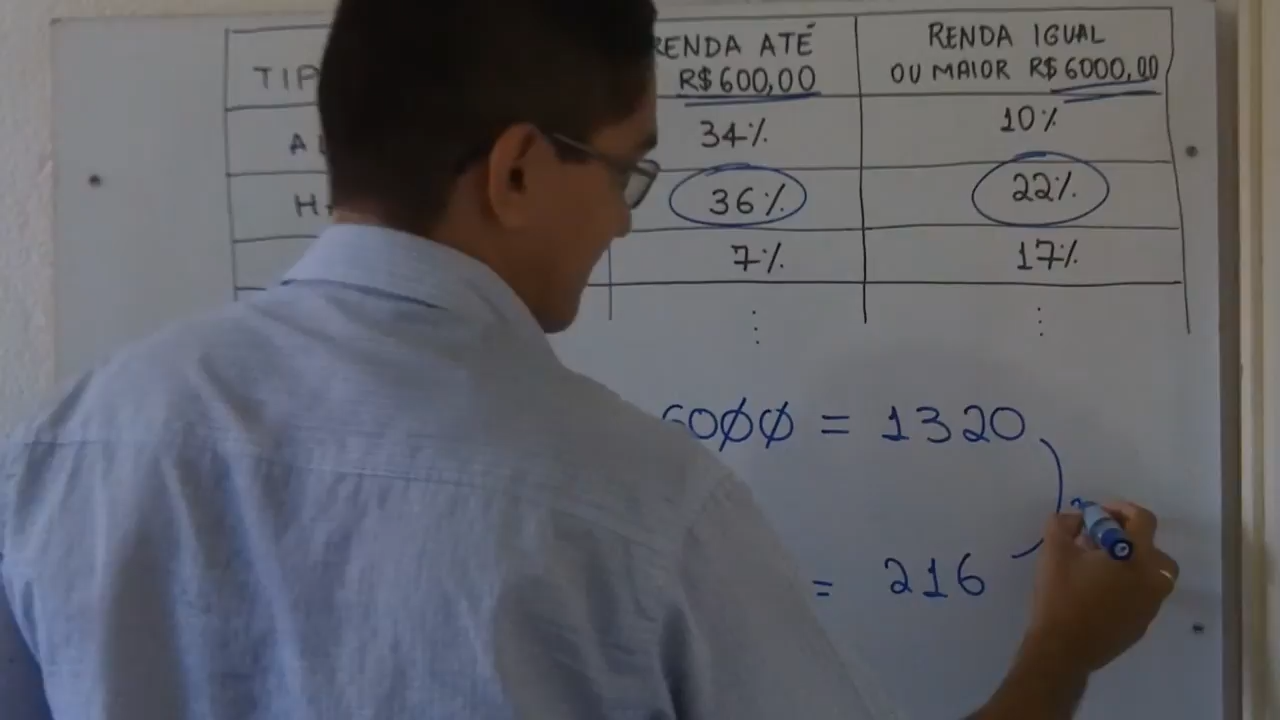 RENDA ATÉ
R$600,00
RENDA IGUAL
OU MAIOR R$6000,00
TIP
34% 10%
H 36% 22%
7% 17%
6000 = 1320
= 216